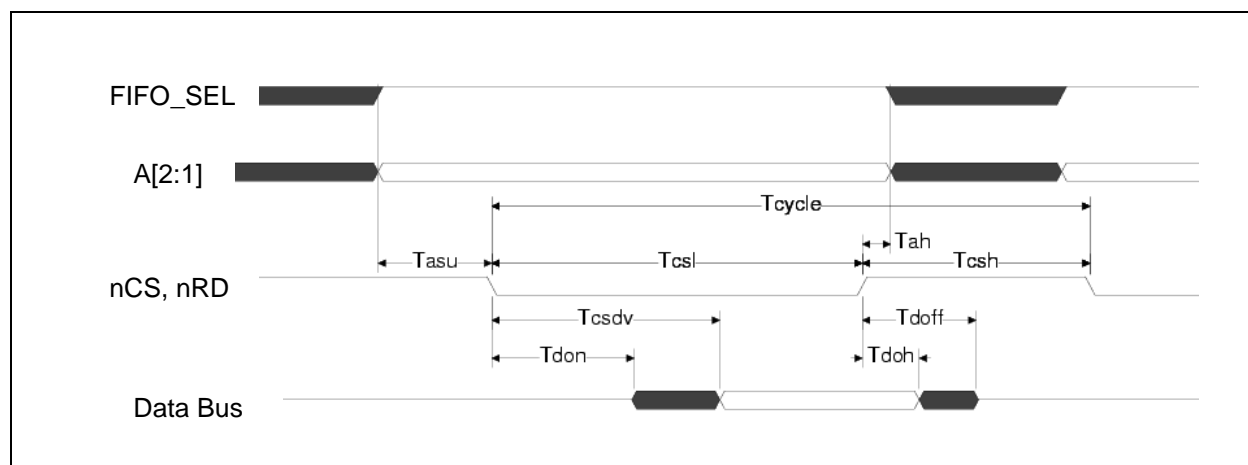 FIFO_SEL
A[2:1]
Tcycle
Tah
Tasu
Tcsl
Tcsh
nCS, nRD
Tcsdv
Tdoff
Tdon
Tdoh
Data Bus